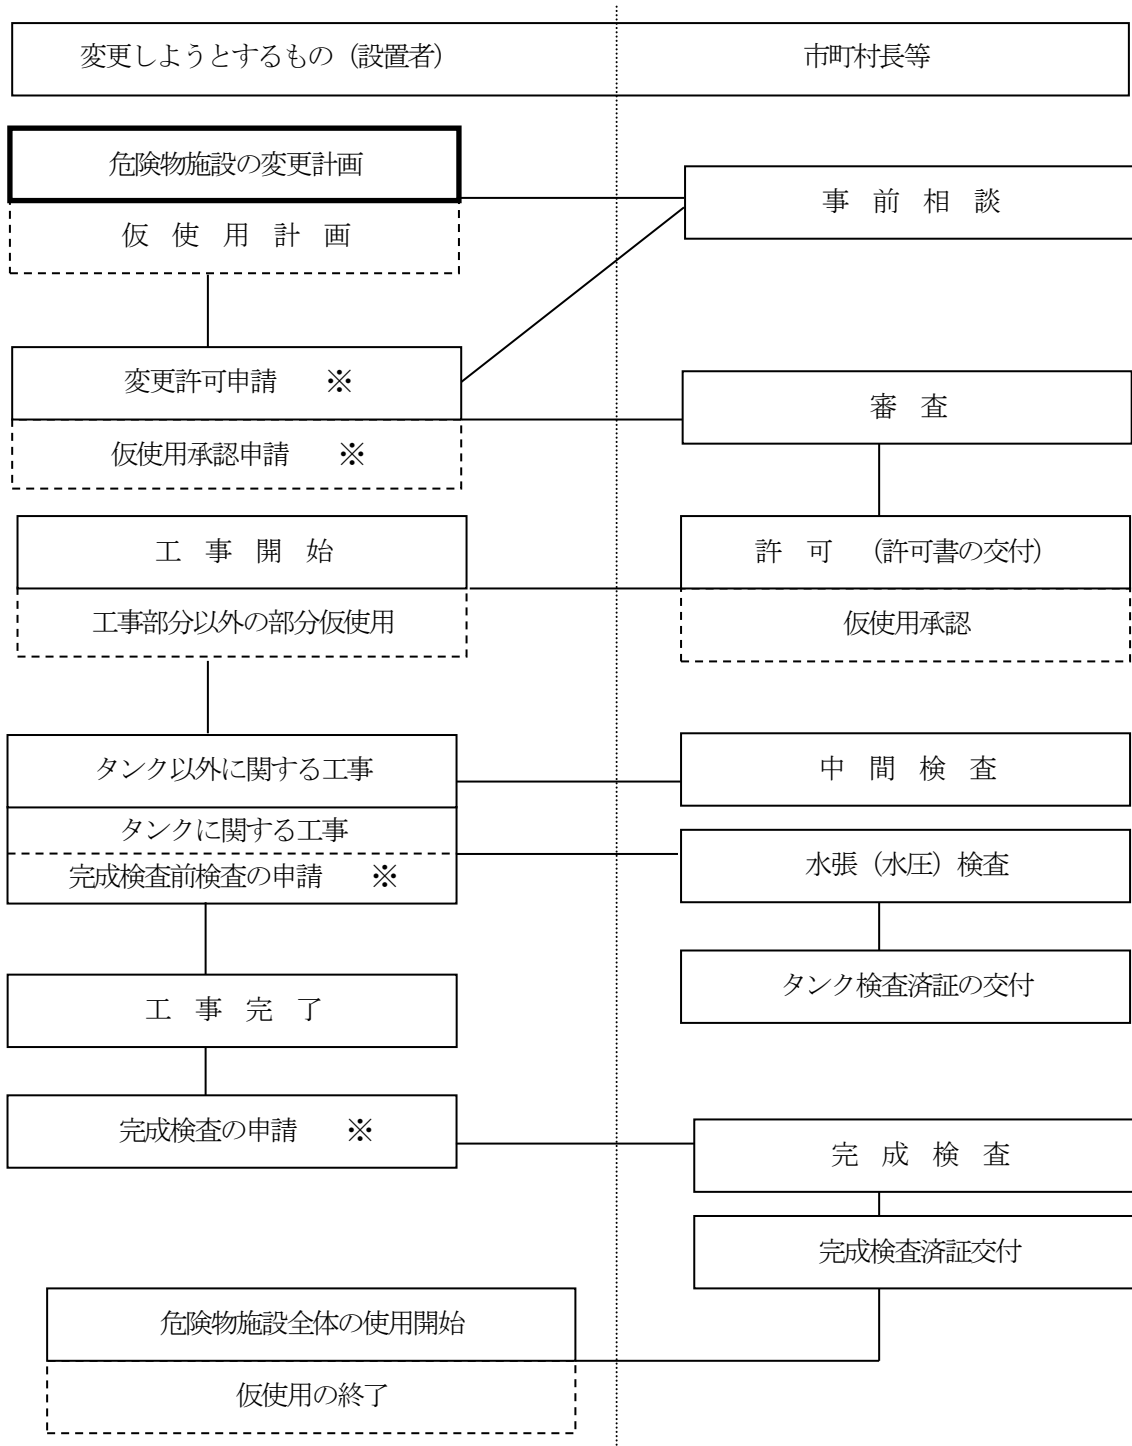 変更しようとするもの（設置者）
市町村長等
危険物施設の変更計画
仮 使 用 計 画
事 前 相 談
変更許可申請　※
仮使用承認申請　※
審 査
工 事 開 始
工事部分以外の部分仮使用
許 可 （許可書の交付）
仮使用承認
タンク以外に関する工事
タンクに関する工事
完成検査前検査の申請　※
中 間 検 査
水張（水圧）検査
タンク検査済証の交付
工 事 完 了
完成検査の申請　※
完 成 検 査
完成検査済証交付
危険物施設全体の使用開始
仮使用の終了